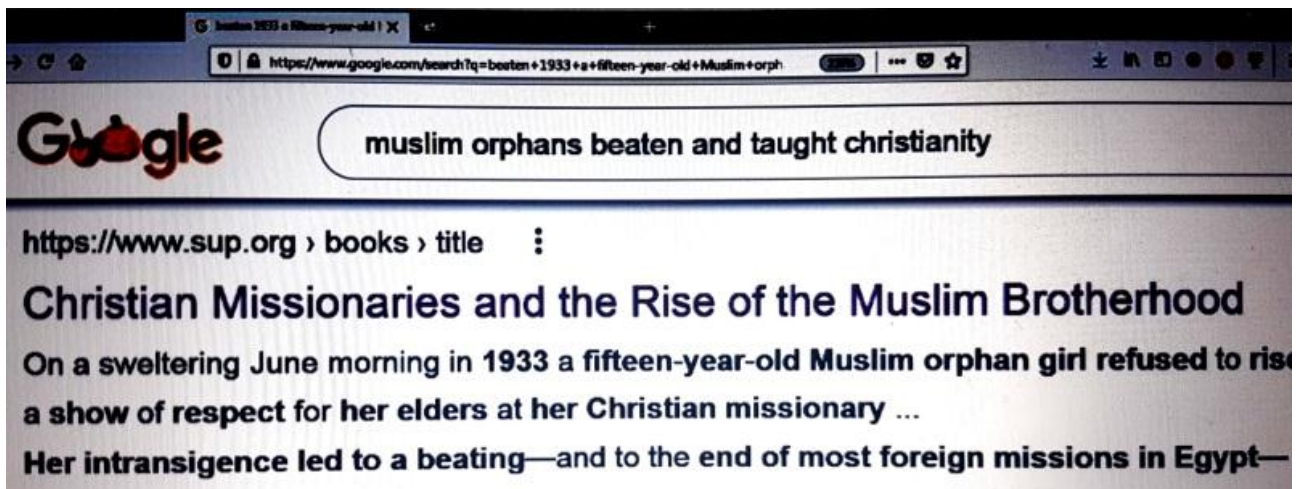 https://www.google.com/search?q=beaten+1933+a+fifteen-year-old+Muslim+orph
Google
muslim orphans beaten and taught christianity
https://www.sup.org › books › title
Christian Missionaries and the Rise of the Muslim Brotherhood
On a sweltering June morning in 1933 a fifteen-year-old Muslim orphan girl refused to rise
a show of respect for her elders at her Christian missionary ...
Her intransigence led to a beating—and to the end of most foreign missions in Egypt—